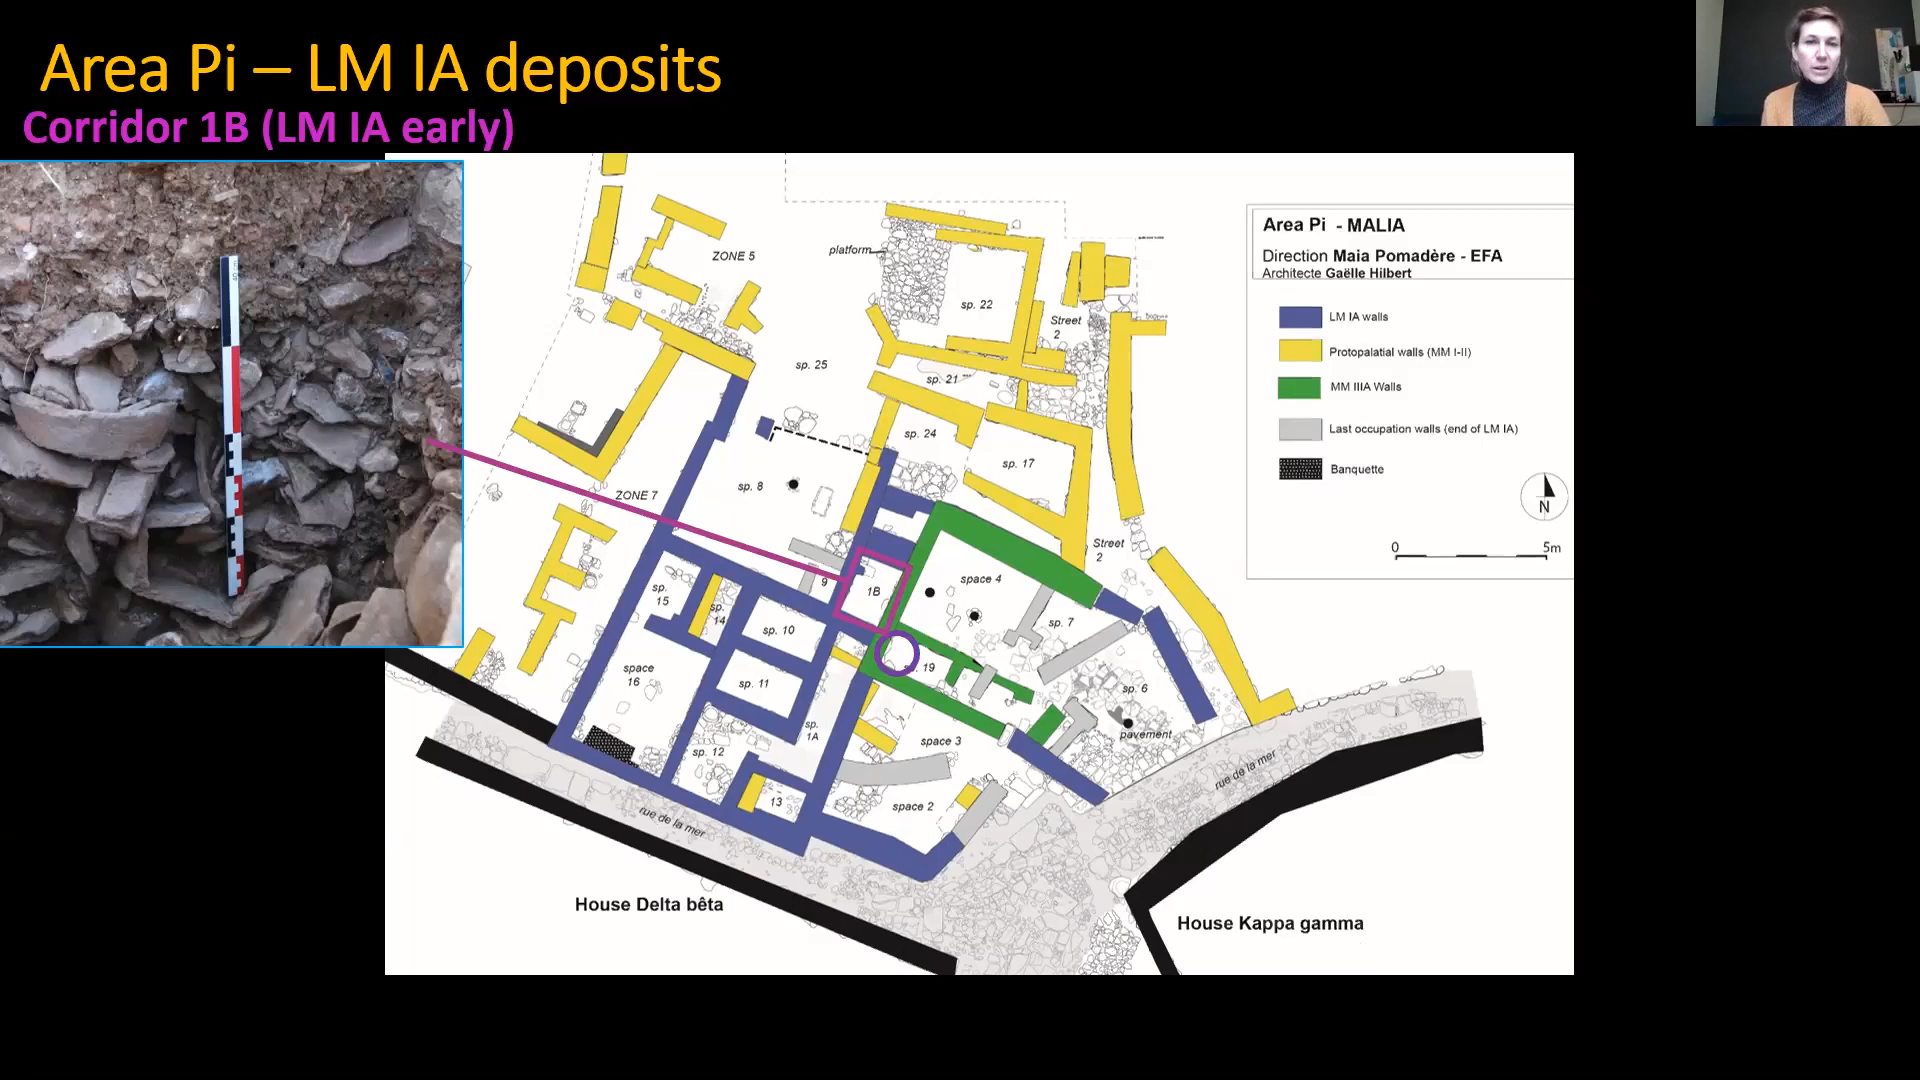 Area Pi – LM IA deposits
Corridor 1B (LM IA early)
Area Pi - MALIA
Direction Maia Pomadère - EFA
Architecte Gaëlle Hilbert
LM IA walls
Protopalatial walls (MM I-II)
MM IIIA Walls
Last occupation walls (end of LM IA)
Banquette
N
0 5m
ZONE 5
platform
sp. 22
Street
2
sp. 25
sp. 21
sp. 24
sp. 17
sp. 8
ZONE 7
Street
2
space 4
9
1B
sp.
15
sp.
14
sp. 10
sp. 7
space
16
sp. 11
19
sp. 6
sp.
1A
pavement
space 3
sp. 12
13
space 2
rue de la mer
rue de la mer
House Delta bêta
House Kappa gamma